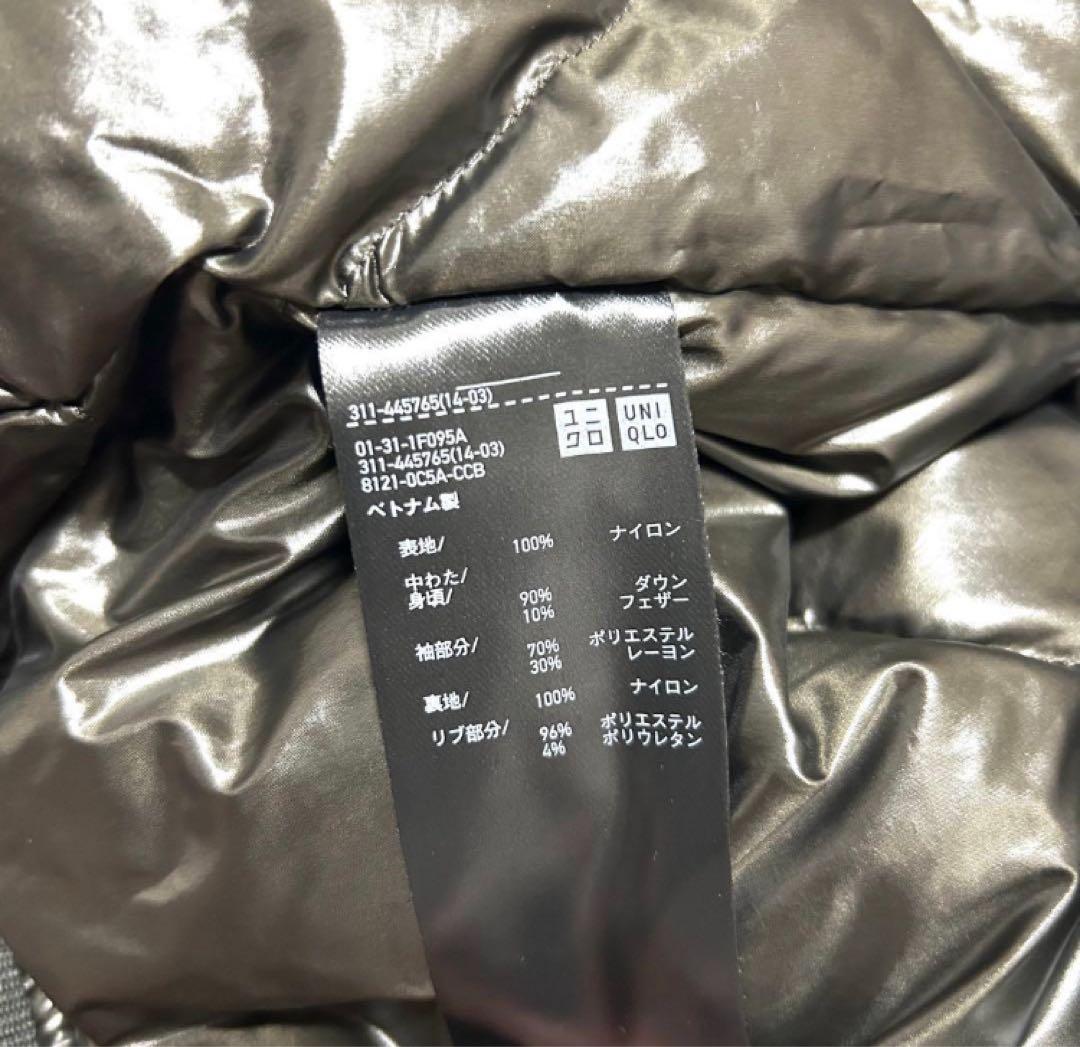 311-445765(14-03)
ユニクロ UNIQLO
01-31-1F095A
311-445765(14-03)
8121-0C5A-CCB
ベトナム製
表地/ 100% ナイロン
中わた/
身頃/ 90% ダウン
10% フェザー
袖部分/ 70% ポリエステル
30% レーヨン
裏地/ 100% ナイロン
リブ部分/ 96% ポリエステル
4% ポリウレタン